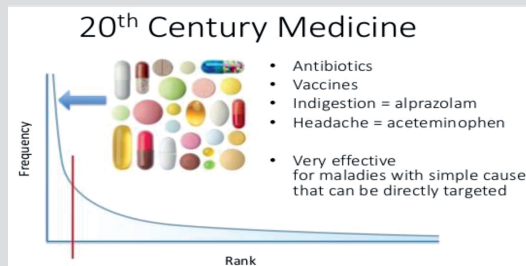 20th Century Medicine
• Antibiotics
• Vaccines
• Indigestion = alprazolam
• Headache = aceteminophen
• Very effective
for maladies with simple cause
that can be directly targeted
Frequency
Rank